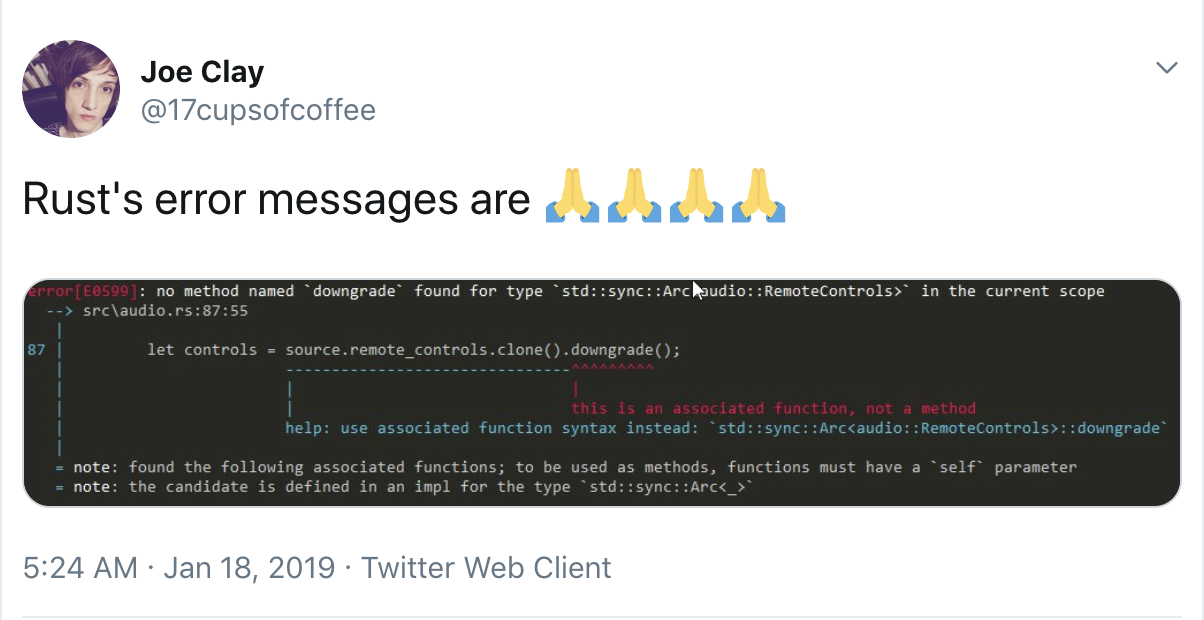 Joe Clay
@17cupsofcoffee
Rust's error messages are 🙏🙏🙏🙏
error[E0599]: no method named `downgrade` found for type `std::sync::Arc<audio::RemoteControls>` in the current scope
--> src\audio.rs:87:55
|
87 |         let controls = source.remote_controls.clone().downgrade();
|                        -------------------------------^^^^^^^^^
|                        |                              |
|                        |                              this is an associated function, not a method
|                        help: use associated function syntax instead: `std::sync::Arc<audio::RemoteControls>::downgrade`
|
= note: found the following associated functions; to be used as methods, functions must have a `self` parameter
= note: the candidate is defined in an impl for the type `std::sync::Arc<_>`
5:24 AM · Jan 18, 2019 · Twitter Web Client